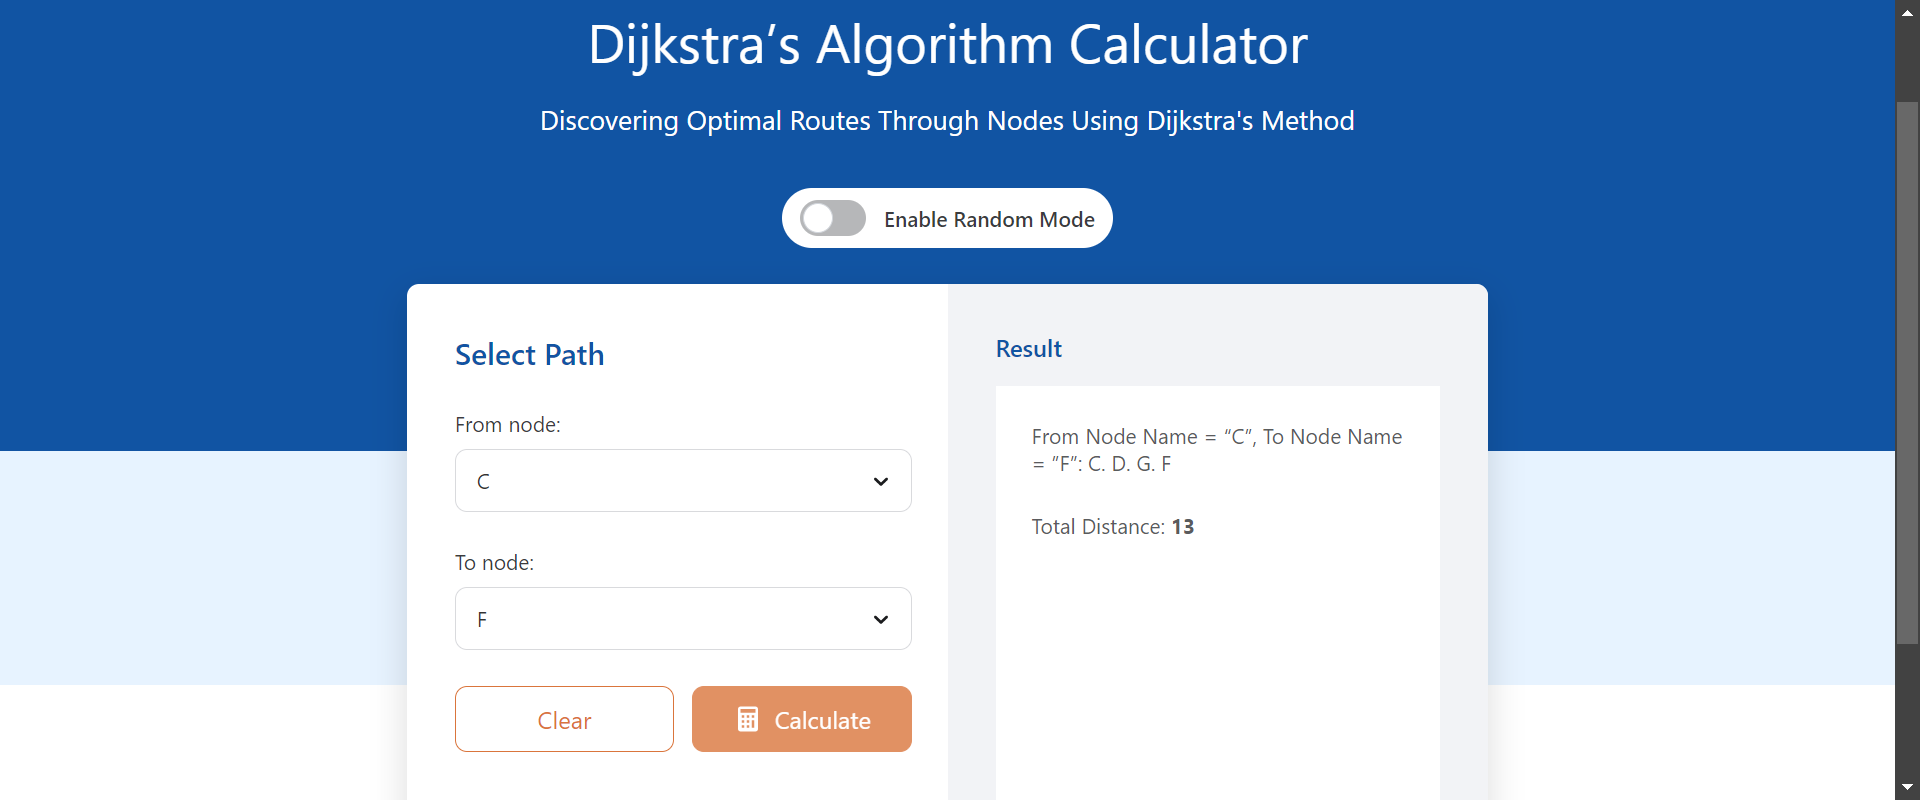 Dijkstra’s Algorithm Calculator
Discovering Optimal Routes Through Nodes Using Dijkstra's Method
Enable Random Mode
Select Path
From node:
C
To node:
F
Clear
Calculate
Result
From Node Name = “C”, To Node Name
= ”F”: C. D. G. F
Total Distance: 13